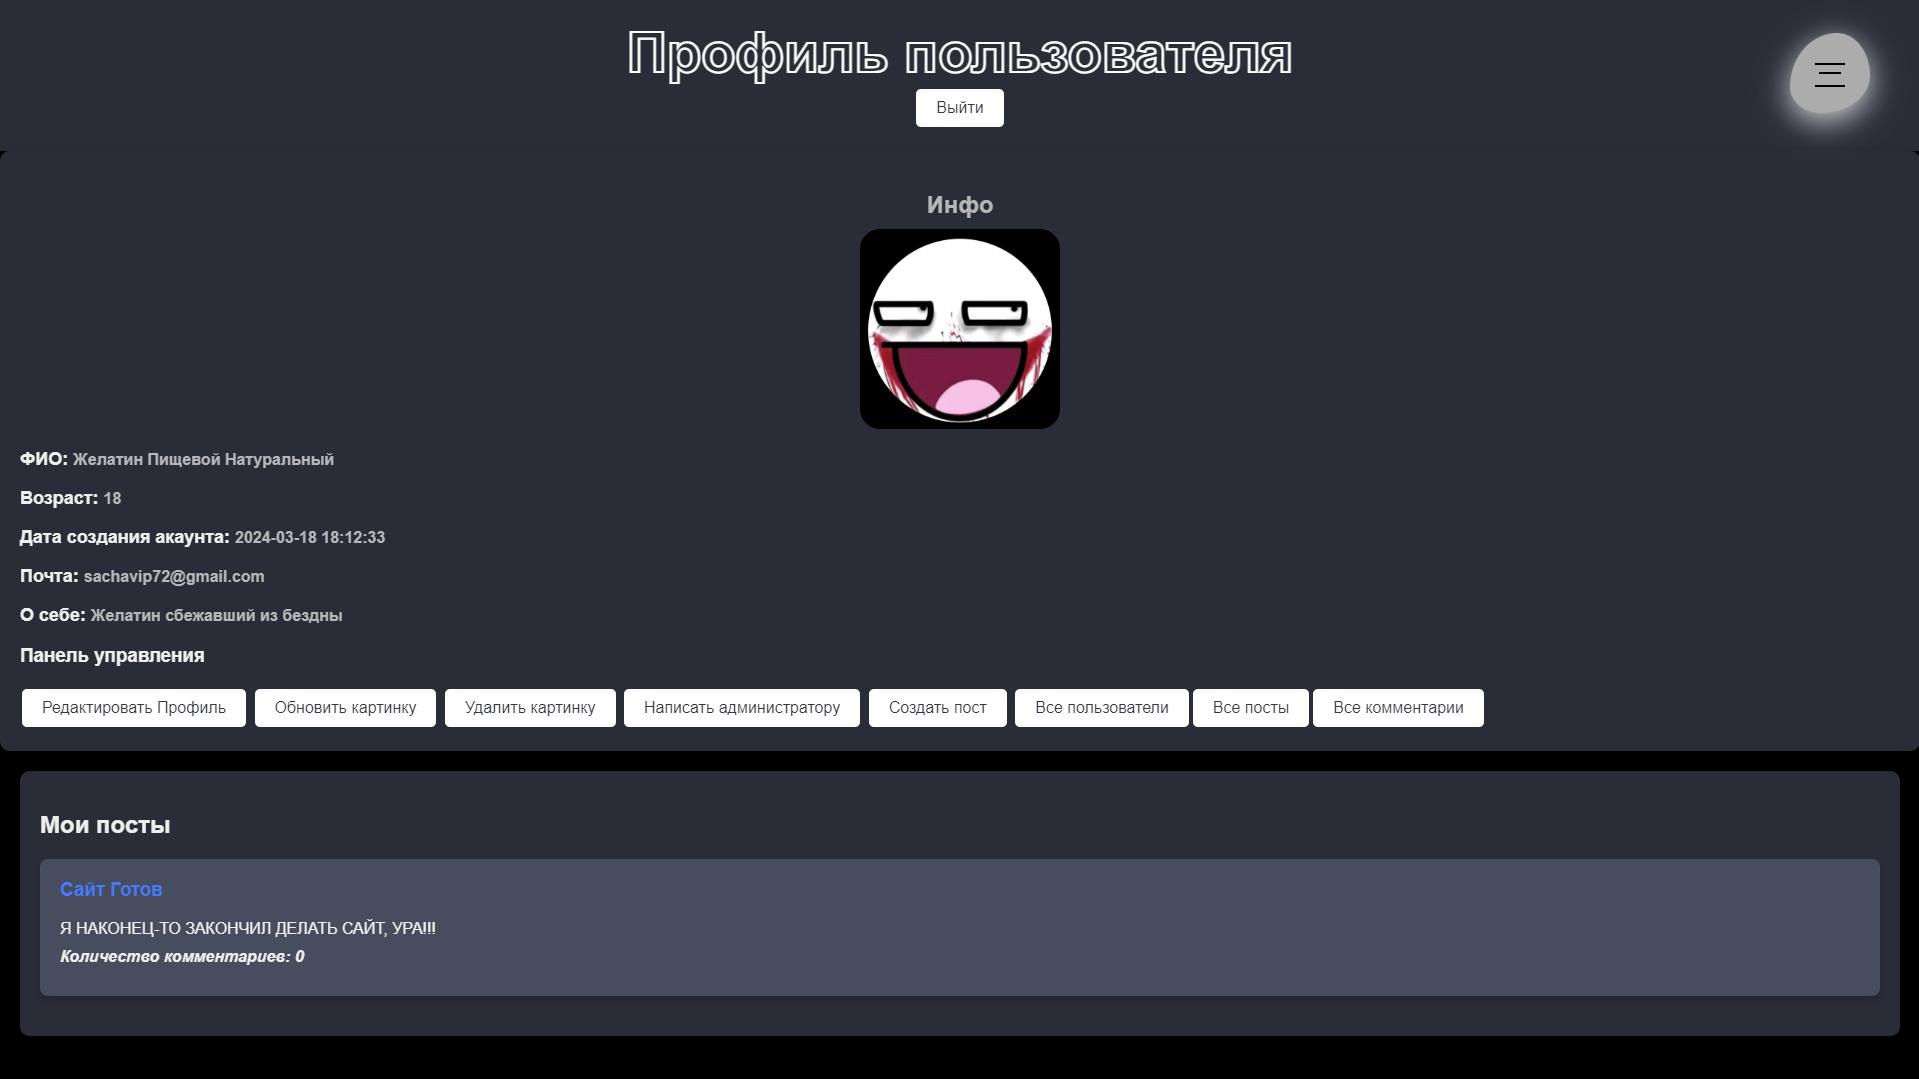 Профиль пользователя
Выйти
Инфо
ФИО: Желатин Пищевой Натуральный
Возраст: 18
Дата создания акаунта: 2024-03-18 18:12:33
Почта: sachavip72@gmail.com
О себе: Желатин сбежавший из бездны
Панель управления
Редактировать Профиль Обновить картинку Удалить картинку Написать администратору Создать пост Все пользователи Все посты Все комментарии
Мои посты
Сайт Готов
Я НАКОНЕЦ-ТО ЗАКОНЧИЛ ДЕЛАТЬ САЙТ, УРА!!!
Количество комментариев: 0